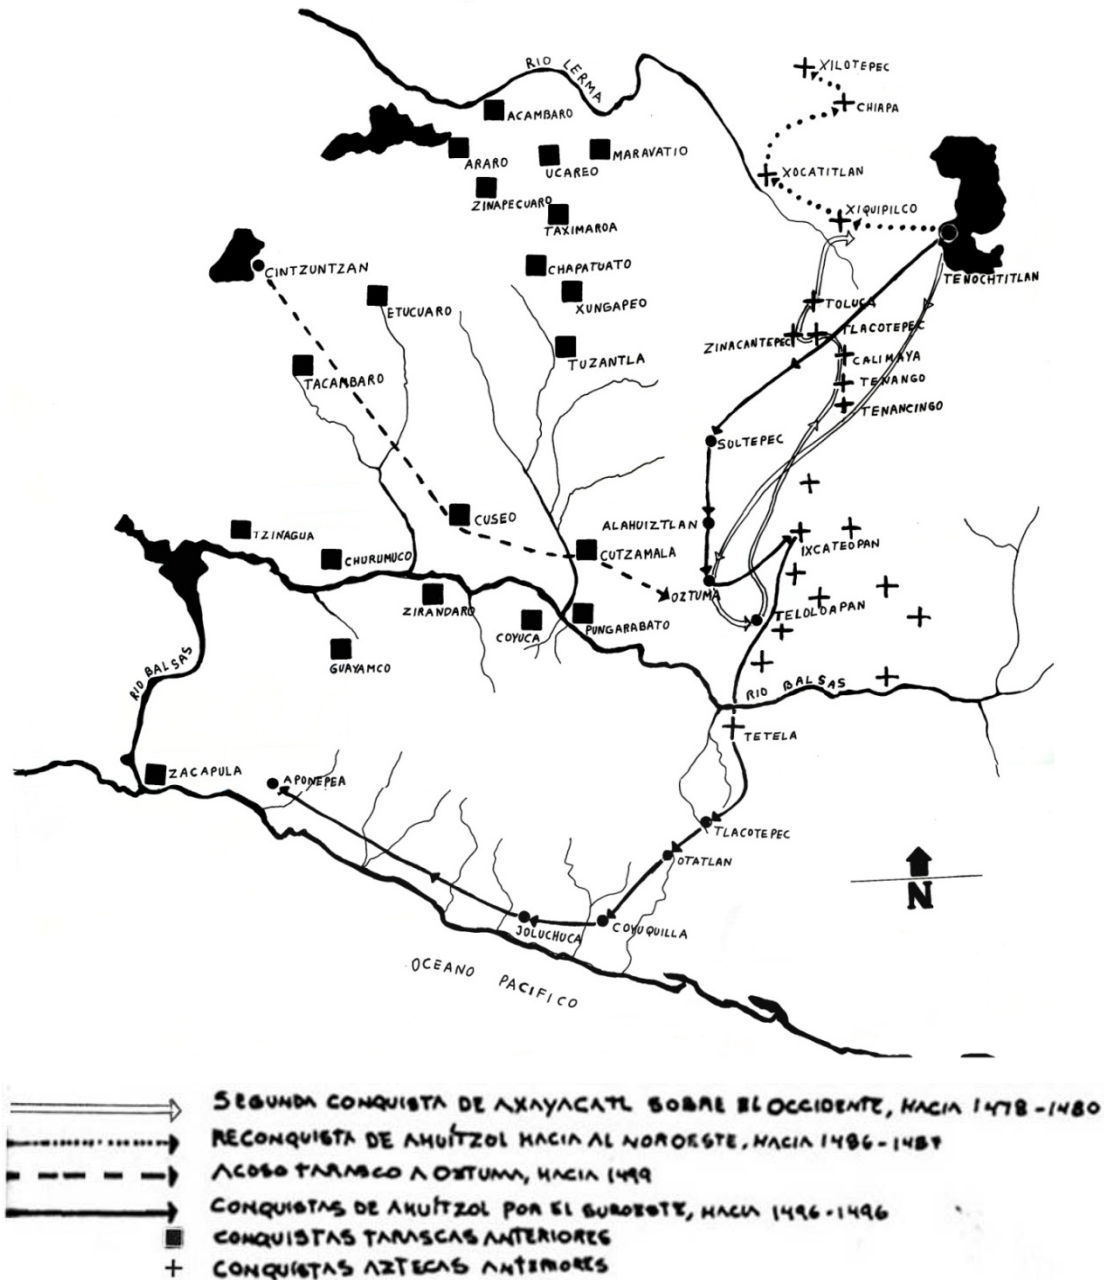 RIO LERMA
XILOTEPEC
CHIAPA
ACAMBARO
ARARO
UCAREO
MARAVATIO
XOCATITLAN
ZINAPECUARO
TAXIMAROA
XIQUIPILCO
CINTZUNTZAN
CHAPATUATO
TENOCHTITLAN
ETUCUARO
XUNGAPEO
TOLUCA
TLACOTEPEC
ZINACANTEPEC
TUZANTLA
CALIMAYA
TACAMBARO
TENANGO
TENANCINGO
SULTEPEC
CUSEO
ALAHUIZTLAN
TZINAGUA
IXCATEOPAN
CHURUMUCO
CUTZAMALA
OZTUMA
ZIRANDARO
TELOLOAPAN
COYUCA
PUNGARABATO
GUAYAMCO
RIO BALSAS
RIO BALSAS
TETELA
ZACAPULA
APONEPEA
TLACOTEPEC
OTATLAN
N
JOLUCHUCA
COYUQUILLA
OCEANO PACIFICO
SEGUNDA CONQUISTA DE AXAYACATL SOBRE EL OCCIDENTE, HACIA 1478-1480
RECONQUISTA DE AHUÍTZOL HACIA AL NOROESTE, HACIA 1486-1487
ACOSO TARASCO A OZTUMA, HACIA 1499
CONQUISTAS DE AHUÍTZOL POR EL SUROESTE, HACIA 1496-1496
CONQUISTAS TARASCAS ANTERIORES
CONQUISTAS AZTECAS ANTERIORES